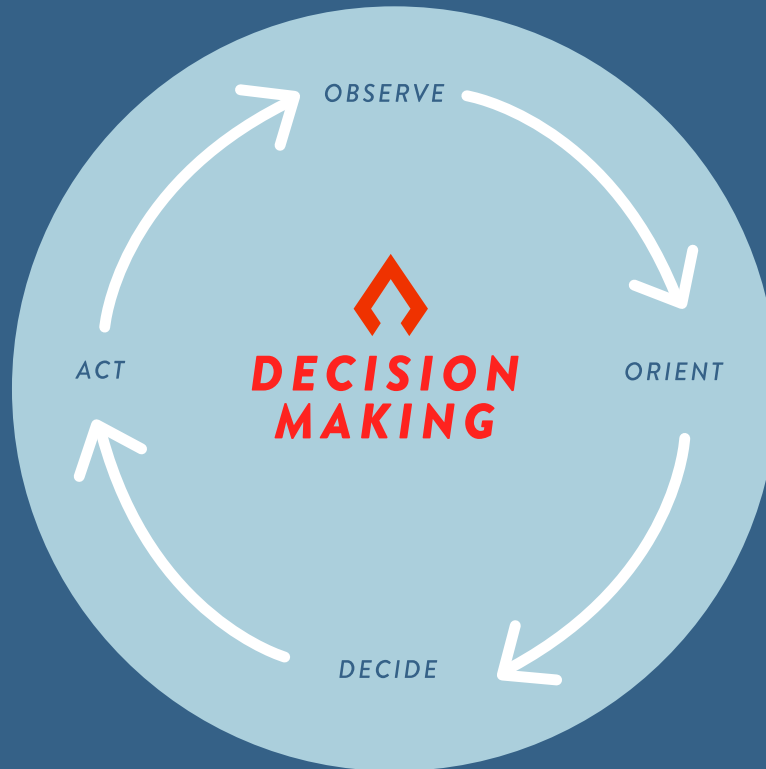 OBSERVE
ORIENT
DECIDE
ACT
DECISION
MAKING